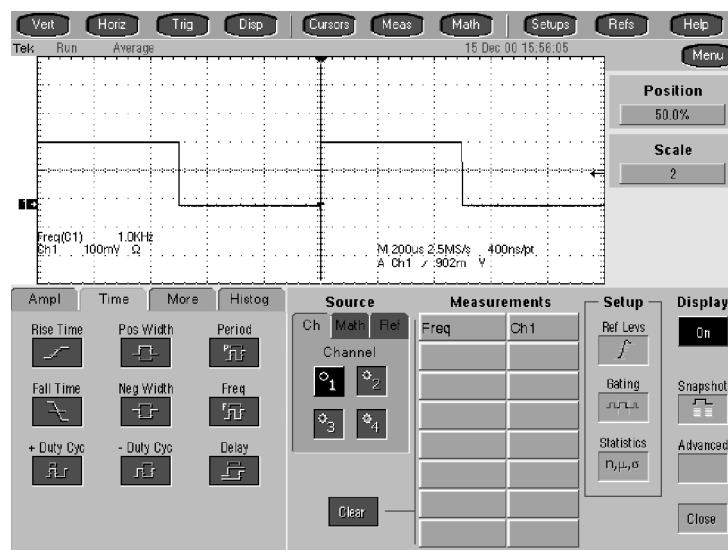 Vert Horiz Trig Disp Cursors Meas Math Setups Refs Help
Tek Run Average 15 Dec 00 15:56:05
Menu
Position
50.0%
Scale
2
1
Freq(C1) 1.0KHz
Ch1 100mV Ω
M 200us 2.5MS/s 400ns/pt
A Ch1 ∕ 902m V
Ampl Time More Histog
Rise Time Pos Width Period
Fall Time Neg Width Freq
+ Duty Cyc - Duty Cyc Delay
Source
Ch Math Ref
Channel
1 2
3 4
Clear
Measurements
Freq Ch1
Setup
Ref Levs
Gating
Statistics
n,μ,σ
Display
On
Snapshot
Advanced
Close